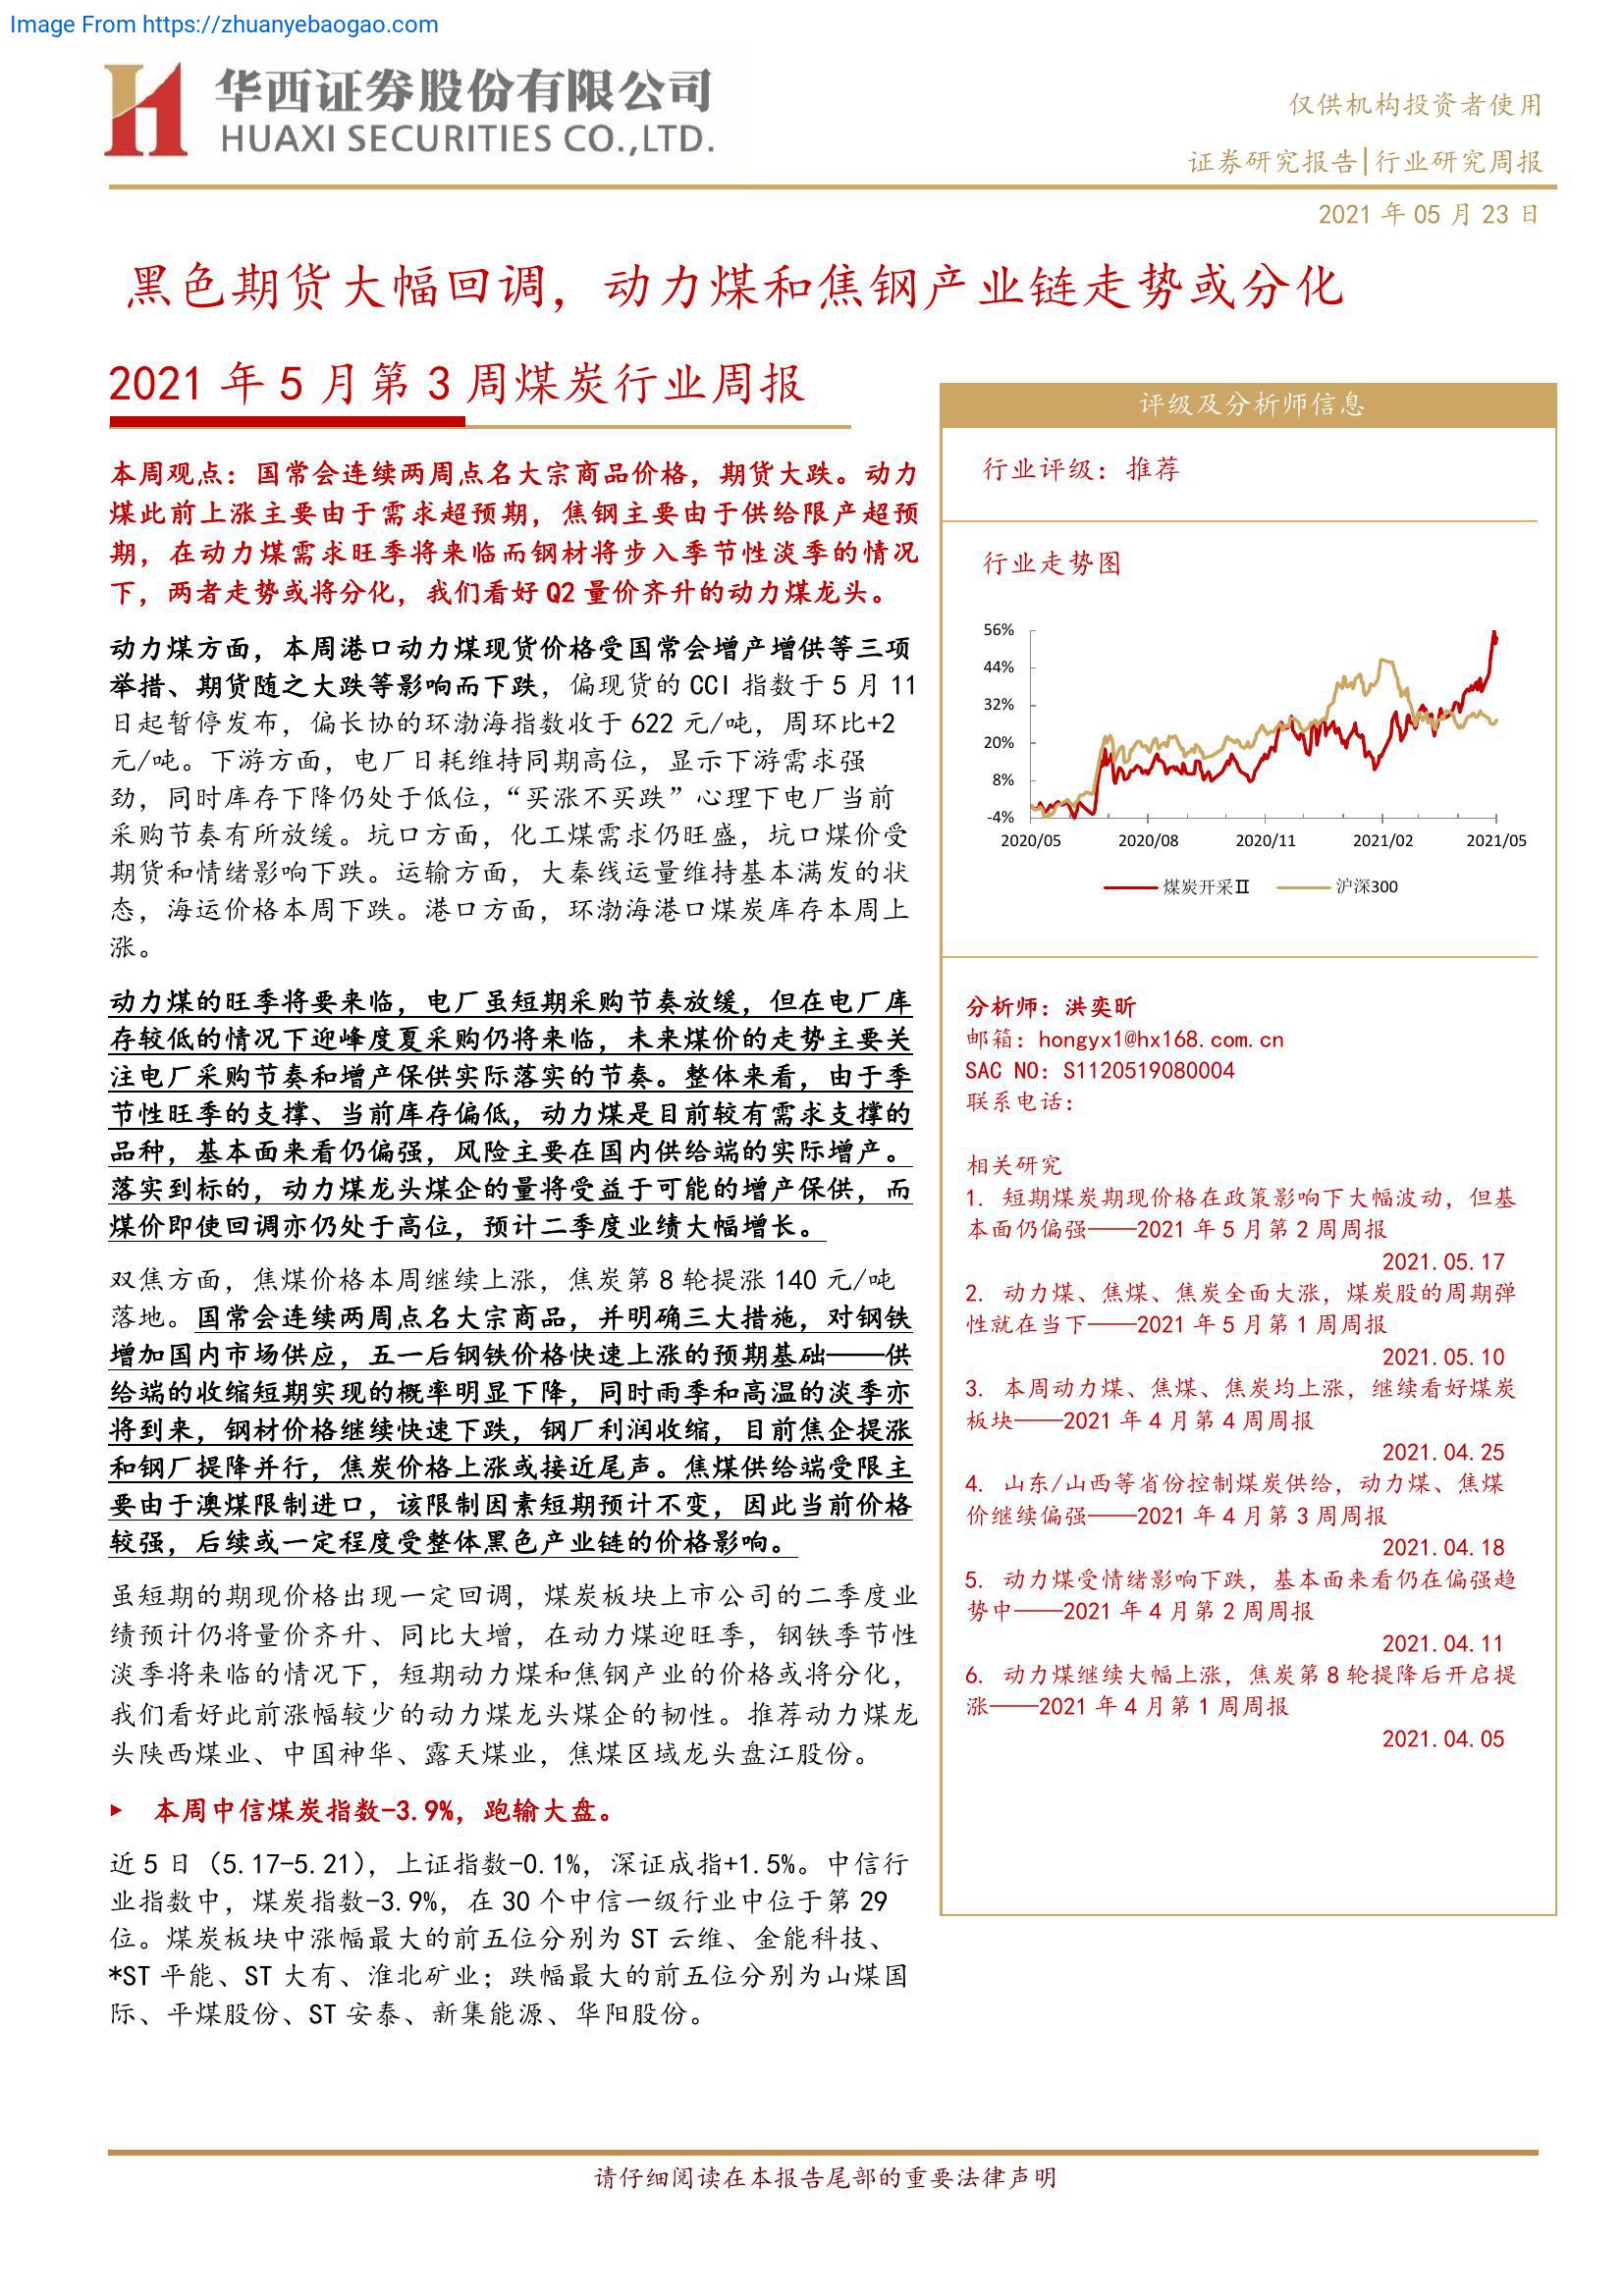 Image From https://zhuanyebaogao.com
华西证券股份有限公司
HUAXI SECURITIES CO.,LTD.
仅供机构投资者使用
证券研究报告|行业研究周报
2021 年 05 月 23 日
黑色期货大幅回调，动力煤和焦钢产业链走势或分化
2021 年 5 月第 3 周煤炭行业周报
本周观点：国常会连续两周点名大宗商品价格，期货大跌。动力
煤此前上涨主要由于需求超预期，焦钢主要由于供给限产超预
期，在动力煤需求旺季将来临而钢材将步入季节性淡季的情况
下，两者走势或将分化，我们看好 Q2 量价齐升的动力煤龙头。
动力煤方面，本周港口动力煤现货价格受国常会增产增供等三项
举措、期货随之大跌等影响而下跌，偏现货的 CCI 指数于 5 月 11
日起暂停发布，偏长协的环渤海指数收于 622 元/吨，周环比+2
元/吨。下游方面，电厂日耗维持同期高位，显示下游需求强
劲，同时库存下降仍处于低位，“买涨不买跌”心理下电厂当前
采购节奏有所放缓。坑口方面，化工煤需求仍旺盛，坑口煤价受
期货和情绪影响下跌。运输方面，大秦线运量维持基本满发的状
态，海运价格本周下跌。港口方面，环渤海港口煤炭库存本周上
涨。
动力煤的旺季将要来临，电厂虽短期采购节奏放缓，但在电厂库
存较低的情况下迎峰度夏采购仍将来临，未来煤价的走势主要关
注电厂采购节奏和增产保供实际落实的节奏。整体来看，由于季
节性旺季的支撑、当前库存偏低，动力煤是目前较有需求支撑的
品种，基本面来看仍偏强，风险主要在国内供给端的实际增产。
落实到标的，动力煤龙头煤企的量将受益于可能的增产保供，而
煤价即使回调亦仍处于高位，预计二季度业绩大幅增长。
双焦方面，焦煤价格本周继续上涨，焦炭第 8 轮提涨 140 元/吨
落地。国常会连续两周点名大宗商品，并明确三大措施，对钢铁
增加国内市场供应，五一后钢铁价格快速上涨的预期基础——供
给端的收缩短期实现的概率明显下降，同时雨季和高温的淡季亦
将到来，钢材价格继续快速下跌，钢厂利润收缩，目前焦企提涨
和钢厂提降并行，焦炭价格上涨或接近尾声。焦煤供给端受限主
要由于澳煤限制进口，该限制因素短期预计不变，因此当前价格
较强，后续或一定程度受整体黑色产业链的价格影响。
虽短期的期现价格出现一定回调，煤炭板块上市公司的二季度业
绩预计仍将量价齐升、同比大增，在动力煤迎旺季，钢铁季节性
淡季将来临的情况下，短期动力煤和焦钢产业的价格或将分化，
我们看好此前涨幅较少的动力煤龙头煤企的韧性。推荐动力煤龙
头陕西煤业、中国神华、露天煤业，焦煤区域龙头盘江股份。
► 本周中信煤炭指数-3.9%，跑输大盘。
近 5 日（5.17-5.21），上证指数-0.1%，深证成指+1.5%。中信行
业指数中，煤炭指数-3.9%，在 30 个中信一级行业中位于第 29
位。煤炭板块中涨幅最大的前五位分别为 ST 云维、金能科技、
*ST 平能、ST 大有、淮北矿业；跌幅最大的前五位分别为山煤国
际、平煤股份、ST 安泰、新集能源、华阳股份。
评级及分析师信息
行业评级：推荐
行业走势图
56%
44%
32%
20%
8%
-4%
2020/05 2020/08 2020/11 2021/02 2021/05
煤炭开采Ⅱ 沪深300
分析师：洪奕昕
邮箱：hongyx1@hx168.com.cn
SAC NO：S1120519080004
联系电话：
相关研究
1. 短期煤炭期现价格在政策影响下大幅波动，但基
本面仍偏强——2021 年 5 月第 2 周周报
2021.05.17
2. 动力煤、焦煤、焦炭全面大涨，煤炭股的周期弹
性就在当下——2021 年 5 月第 1 周周报
2021.05.10
3. 本周动力煤、焦煤、焦炭均上涨，继续看好煤炭
板块——2021 年 4 月第 4 周周报
2021.04.25
4. 山东/山西等省份控制煤炭供给，动力煤、焦煤
价继续偏强——2021 年 4 月第 3 周周报
2021.04.18
5. 动力煤受情绪影响下跌，基本面来看仍在偏强趋
势中——2021 年 4 月第 2 周周报
2021.04.11
6. 动力煤继续大幅上涨，焦炭第 8 轮提降后开启提
涨——2021 年 4 月第 1 周周报
2021.04.05
请仔细阅读在本报告尾部的重要法律声明